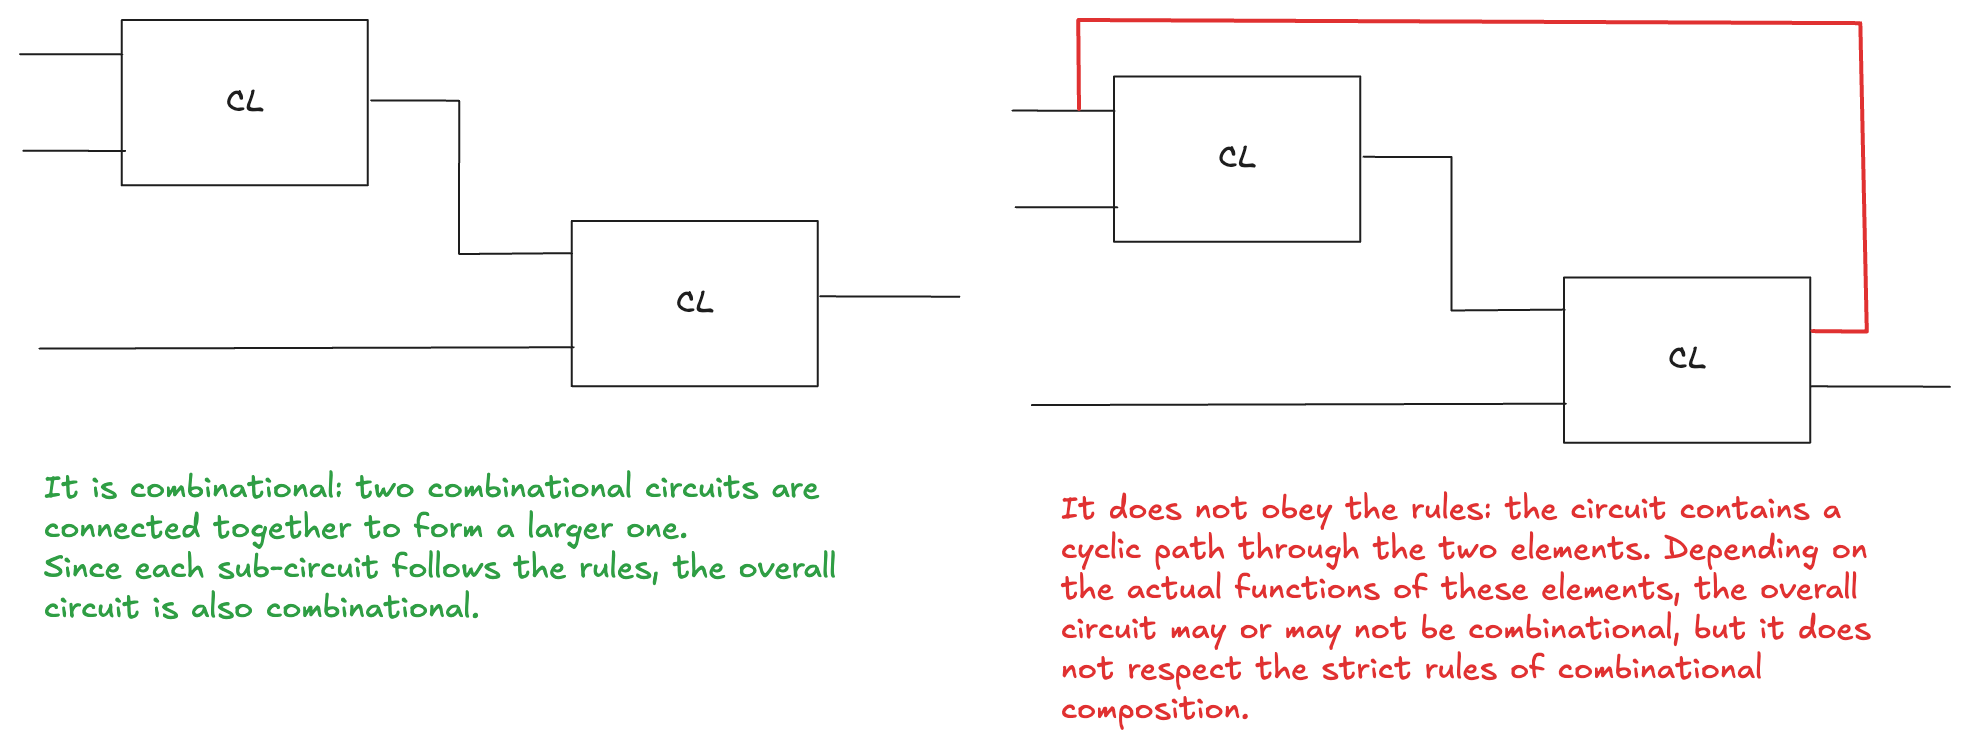 CL
CL
It is combinational: two combinational circuits are
connected together to form a larger one.
Since each sub-circuit follows the rules, the overall
circuit is also combinational.
CL
CL
It does not obey the rules: the circuit contains a
cyclic path through the two elements. Depending on
the actual functions of these elements, the overall
circuit may or may not be combinational, but it does
not respect the strict rules of combinational
composition.